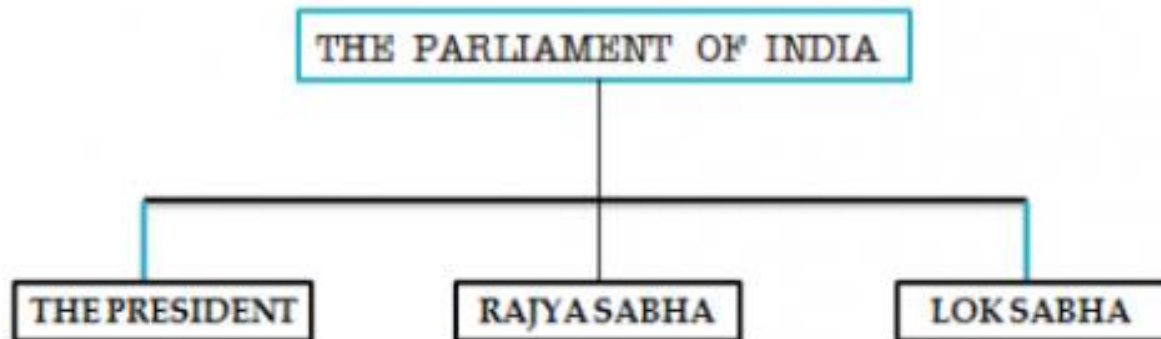 THE PARLIAMENT OF INDIA
THE PRESIDENT
RAJYA SABHA
LOK SABHA